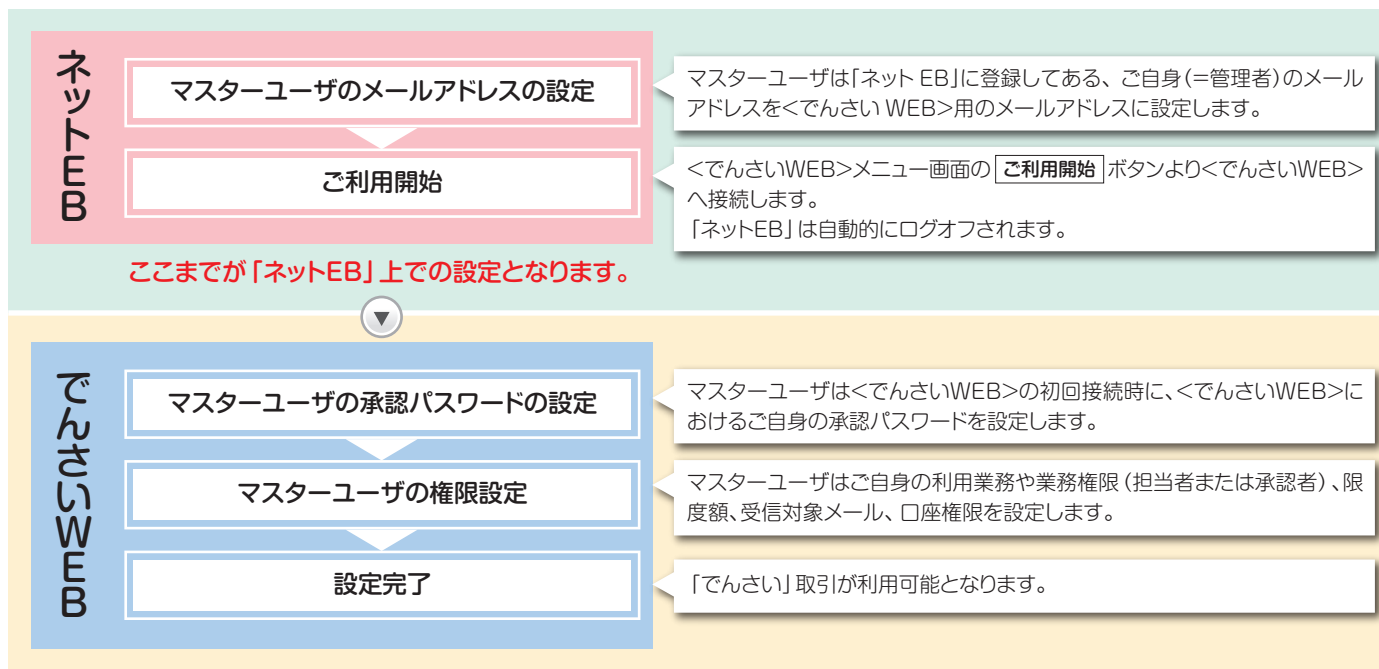 ネットEB
マスターユーザのメールアドレスの設定
マスターユーザは「ネット EB」に登録してある、ご自身(=管理者)のメール
アドレスを<でんさい WEB>用のメールアドレスに設定します。
ご利用開始
<でんさいWEB>メニュー画面の ご利用開始 ボタンより<でんさいWEB>
へ接続します。
「ネットEB」は自動的にログオフされます。
ここまでが「ネットEB」上での設定となります。
▼
でんさいWEB
マスターユーザの承認パスワードの設定
マスターユーザは<でんさいWEB>の初回接続時に、<でんさいWEB>に
おけるご自身の承認パスワードを設定します。
マスターユーザの権限設定
マスターユーザはご自身の利用業務や業務権限(担当者または承認者)、限
度額、受信対象メール、口座権限を設定します。
設定完了
「でんさい」取引が利用可能となります。